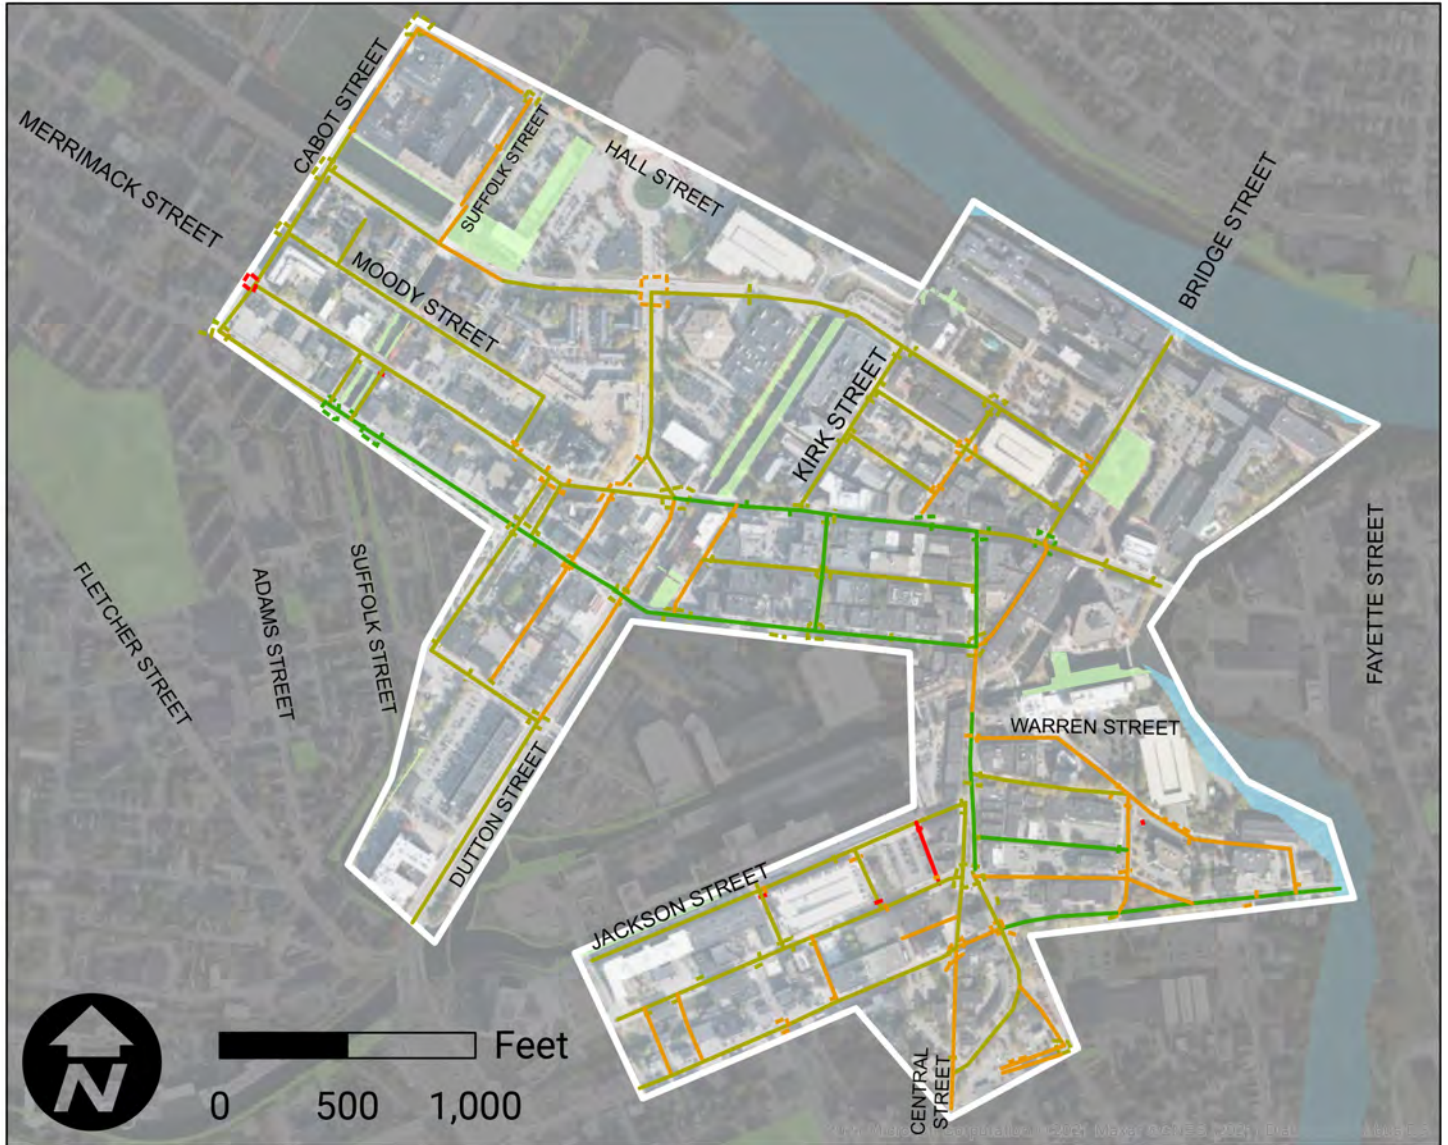 CABOT STREET
MERRIMACK STREET
SUFFOLK STREET
HALL STREET
BRIDGE STREET
MOODY STREET
KIRK STREET
FLETCHER STREET
ADAMS STREET
SUFFOLK STREET
FAYETTE STREET
WARREN STREET
DUTTON STREET
JACKSON STREET
CENTRAL
STREET
N
Feet
0 500 1,000